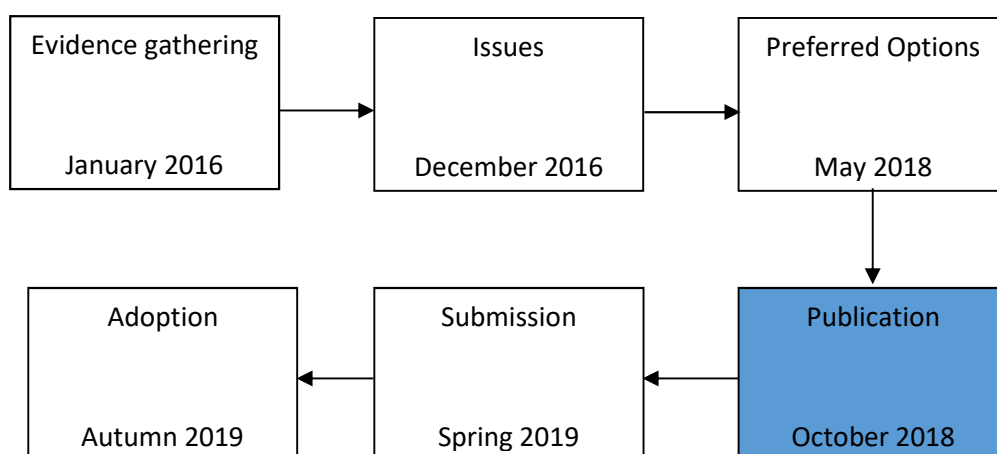 Evidence gathering
January 2016
Issues
December 2016
Preferred Options
May 2018
Publication
October 2018
Submission
Spring 2019
Adoption
Autumn 2019